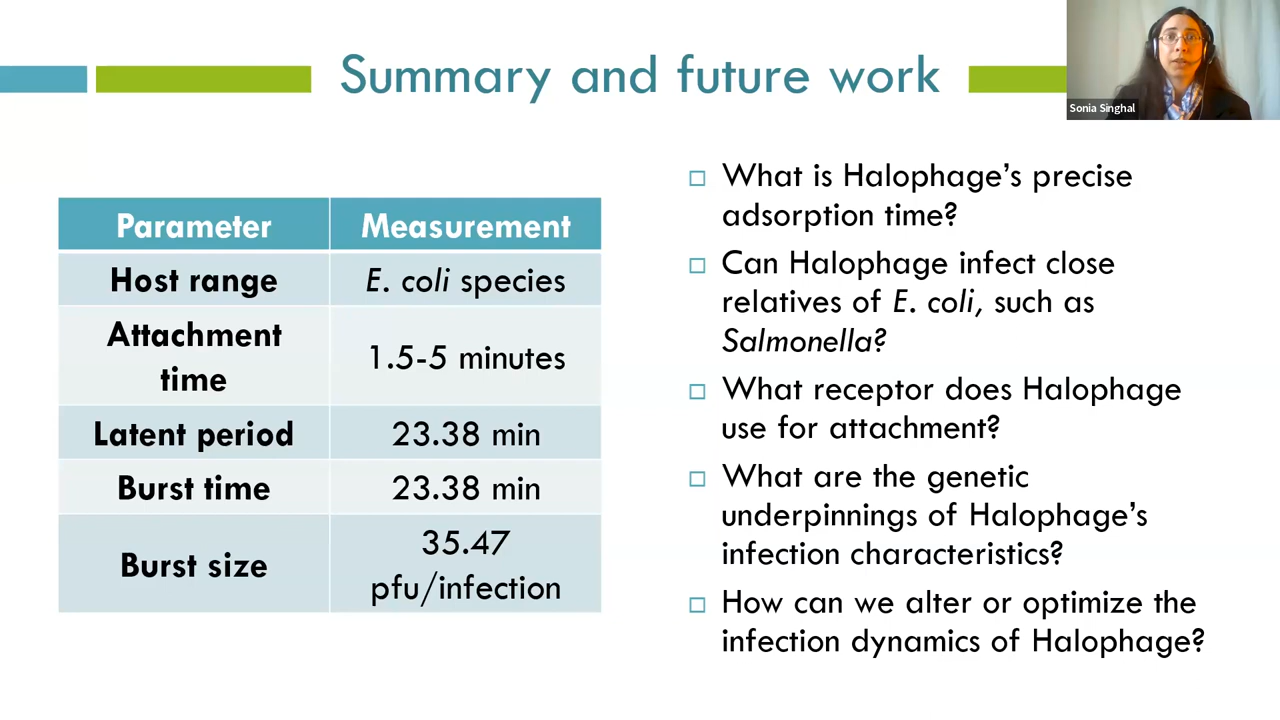 Summary and future work
Sonia Singhal
Parameter Measurement
Host range E. coli species
Attachment
time
1.5-5 minutes
Latent period 23.38 min
Burst time 23.38 min
Burst size
35.47
pfu/infection
What is Halophage’s precise
adsorption time?
Can Halophage infect close
relatives of E. coli, such as
Salmonella?
What receptor does Halophage
use for attachment?
What are the genetic
underpinnings of Halophage’s
infection characteristics?
How can we alter or optimize the
infection dynamics of Halophage?